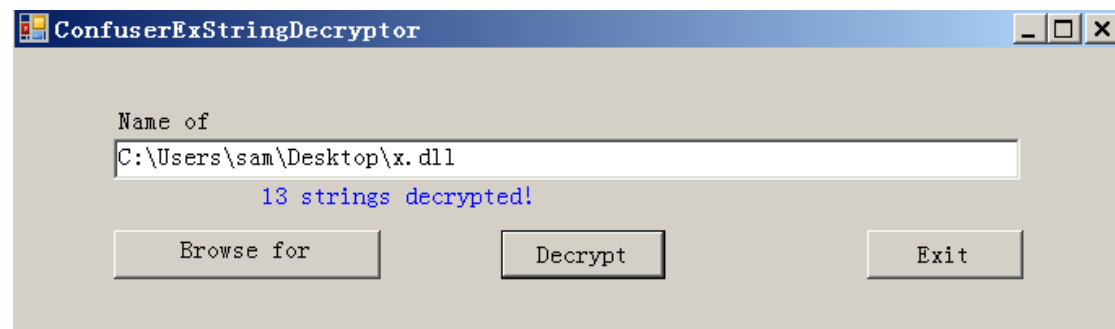 ConfuserExStringDecryptor
Name of
C:\Users\sam\Desktop\x.dll
13 strings decrypted!
Browse for
Decrypt
Exit